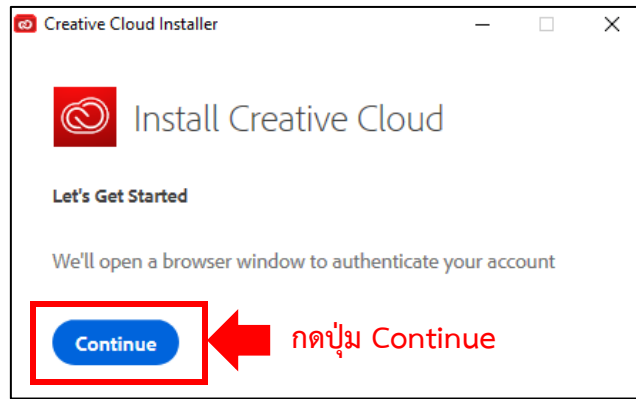 Creative Cloud Installer
Install Creative Cloud
Let's Get Started
We'll open a browser window to authenticate your account
Continue
กดปุ่ม Continue